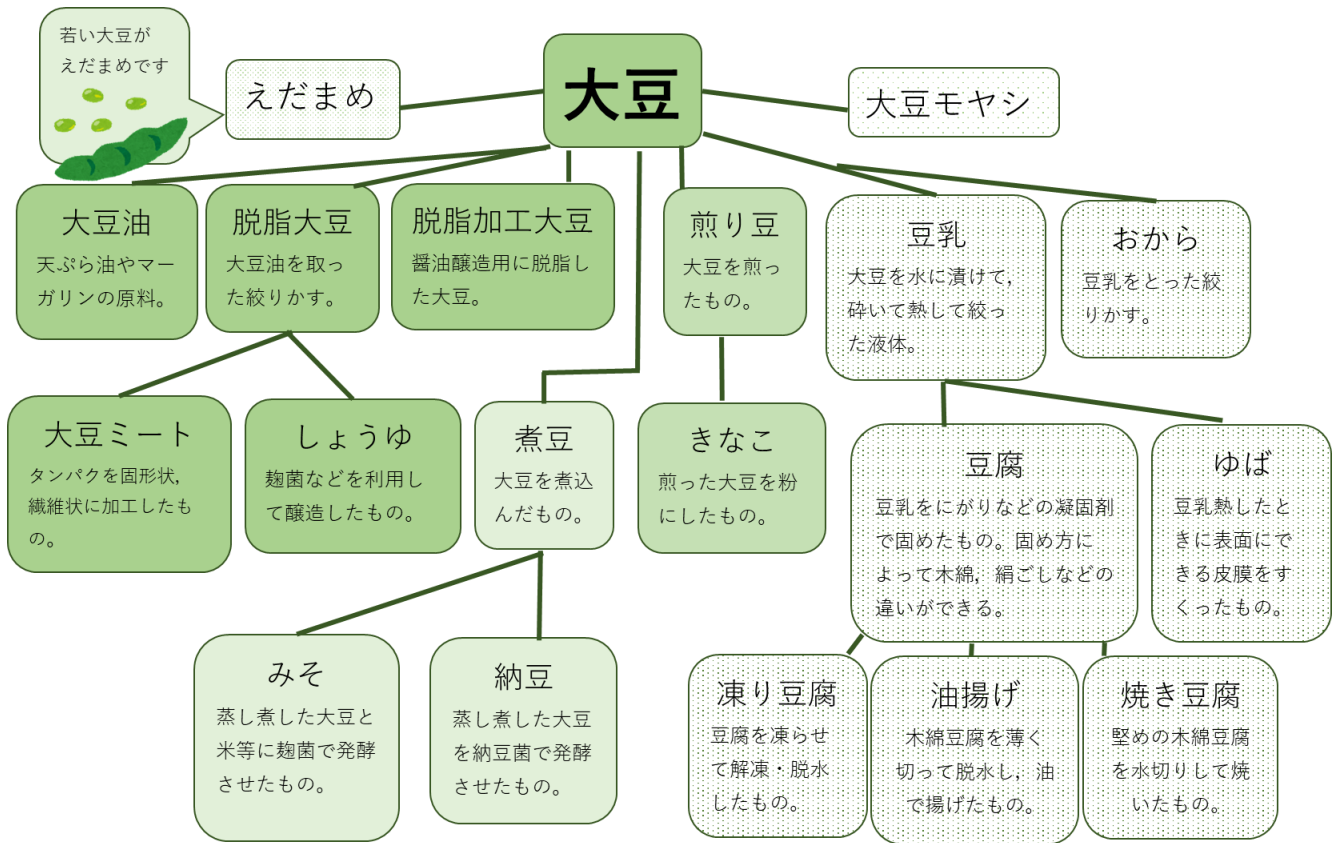 若い大豆が
えだまめです
えだまめ
大豆
大豆モヤシ
大豆油
天ぷら油やマー
ガリンの原料。
脱脂大豆
大豆油を取っ
た絞りかす。
脱脂加工大豆
醤油醸造用に脱脂し
た大豆。
煎り豆
大豆を煎っ
たもの。
豆乳
大豆を水に漬けて，
砕いて熱して絞っ
た液体。
おから
豆乳をとった絞
りかす。
大豆ミート
タンパクを固形状，
繊維状に加工したも
の。
しょうゆ
麹菌などを利用し
て醸造したもの。
煮豆
大豆を煮込
んだもの。
きなこ
煎った大豆を粉
にしたもの。
豆腐
豆乳をにがりなどの凝固剤
で固めたもの。固め方に
よって木綿，絹ごしなどの
違いができる。
ゆば
豆乳熱したと
きに表面にで
きる皮膜をす
くったもの。
みそ
蒸し煮した大豆と
米等に麹菌で発酵
させたもの。
納豆
蒸し煮した大豆
を納豆菌で発酵
させたもの。
凍り豆腐
豆腐を凍らせ
て解凍・脱水
したもの。
油揚げ
木綿豆腐を薄く
切って脱水し，油
で揚げたもの。
焼き豆腐
堅めの木綿豆腐
を水切りして焼
いたもの。